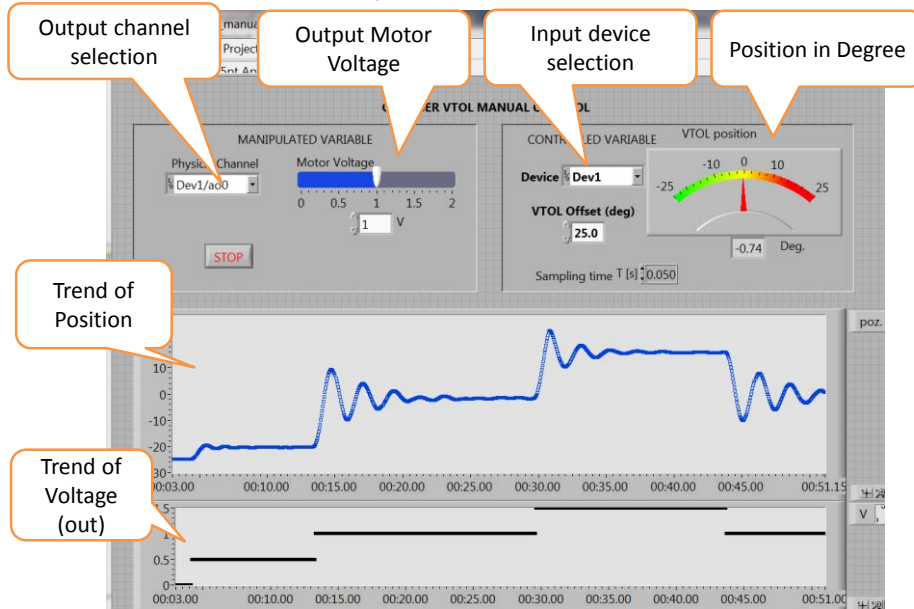 Output channel
selection
Output Motor
Voltage
Input device
selection
Position in Degree
Project
MANIPULATED VARIABLE
Physical Channel
Dev1/ao0
Motor Voltage
0 0.5 1 1.5 2
1 V
STOP
VTOL MANUAL
CONTROLLED VARIABLE
Device Dev1
VTOL Offset (deg)
25.0
Sampling time T [s] 0.050
VTOL position
-25 -10 0 10 25
-0.74 Deg.
Trend of
Position
poz.
10
0
-10
-20
-30
00:03.00 00:10.00 00:15.00 00:20.00 00:25.00 00:30.00 00:35.00 00:40.00 00:45.00 00:51.15
Trend of
Voltage
(out)
V
1.5
1
0.5
0
00:03.00 00:10.00 00:15.00 00:20.00 00:25.00 00:30.00 00:35.00 00:40.00 00:45.00